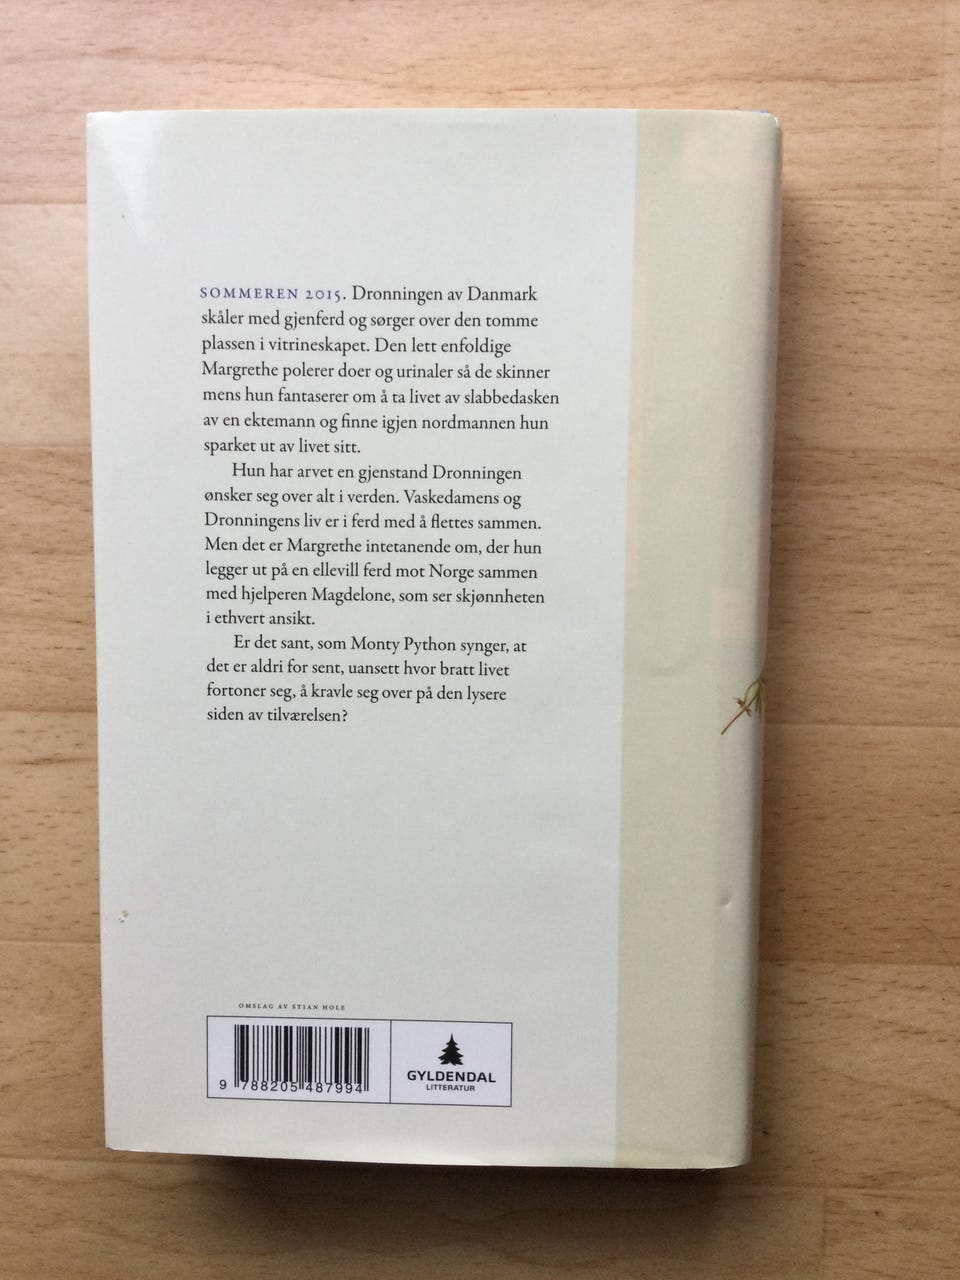 SOMMEREN 2015. Dronningen av Danmark
skåler med gjenferd og sørger over den tomme
plassen i vitrineskapet. Den lett enfoldige
Margrethe polerer doer og urinaler så de skinner
mens hun fantaserer om å ta livet av slabbedasken
av en ektemann og finne igjen nordmannen hun
sparket ut av livet sitt.
Hun har arvet en gjenstand Dronningen
ønsker seg over alt i verden. Vaskedamens og
Dronningens liv er i ferd med å flettes sammen.
Men det er Margrethe intetanende om, der hun
legger ut på en ellevill ferd mot Norge sammen
med hjelperen Magdelone, som ser skjønnheten
i ethvert ansikt.
Er det sant, som Monty Python synger, at
det er aldri for sent, uansett hvor bratt livet
fortoner seg, å kravle seg over på den lysere
siden av tilværelsen?
OMSLAG AV STIAN HOLE
9 788205 487994
GYLDENDAL
LITTERATUR